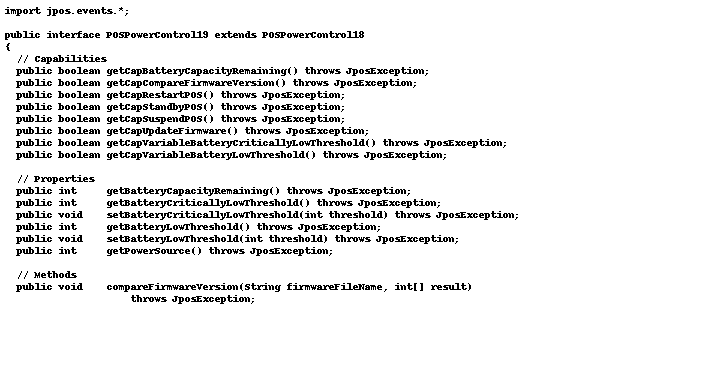 import jpos.events.*;
public interface POSPowerControl19 extends POSPowerControl18
{
// Capabilities
public boolean getCapBatteryCapacityRemaining() throws JposException;
public boolean getCapCompareFirmwareVersion() throws JposException;
public boolean getCapRestartPOS() throws JposException;
public boolean getCapStandbyPOS() throws JposException;
public boolean getCapSuspendPOS() throws JposException;
public boolean getCapUpdateFirmware() throws JposException;
public boolean getCapVariableBatteryCriticallyLowThreshold() throws JposException;
public boolean getCapVariableBatteryLowThreshold() throws JposException;
// Properties
public int getBatteryCapacityRemaining() throws JposException;
public int getBatteryCriticallyLowThreshold() throws JposException;
public void setBatteryCriticallyLowThreshold(int threshold) throws JposException;
public int getBatteryLowThreshold() throws JposException;
public void setBatteryLowThreshold(int threshold) throws JposException;
public int getPowerSource() throws JposException;
// Methods
public void compareFirmwareVersion(String firmwareFileName, int[] result)
throws JposException;